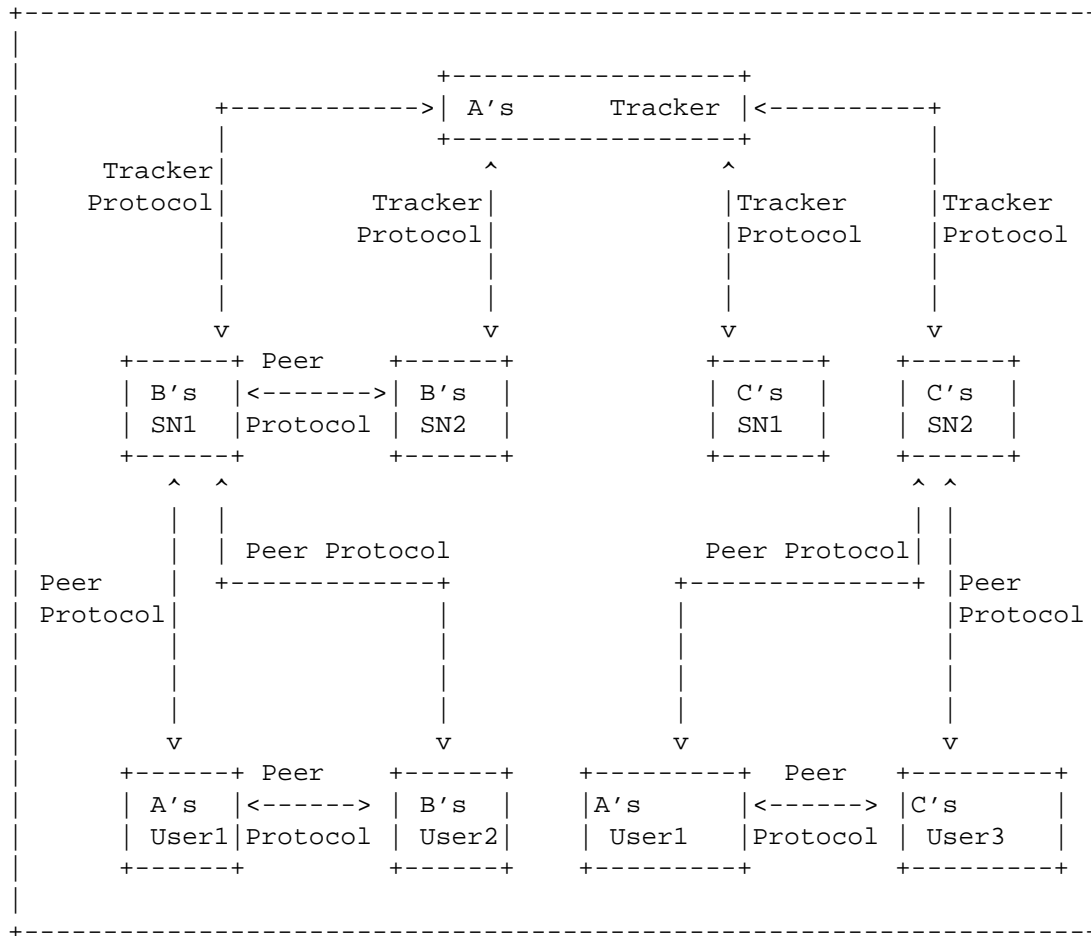 A's Tracker
Tracker
Protocol
Tracker
Protocol
Tracker
Protocol
Tracker
Protocol
B's
SN1
Peer
Protocol
B's
SN2
C's
SN1
C's
SN2
Peer Protocol
Peer Protocol
Peer
Protocol
Peer
Protocol
A's
User1
Peer
Protocol
B's
User2
A's
User1
Peer
Protocol
C's
User3